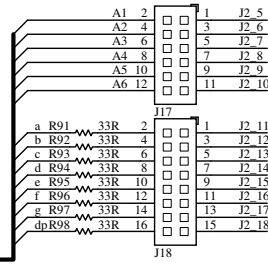 A1 2 1 J2_5
A2 4 3 J2_6
A3 6 5 J2_7
A4 8 7 J2_8
A5 10 9 J2_9
A6 12 11 J2_10
J17
a R91 33R 2 1 J2_11
b R92 33R 4 3 J2_12
c R93 33R 6 5 J2_13
d R94 33R 8 7 J2_14
e R95 33R 10 9 J2_15
f R96 33R 12 11 J2_16
g R97 33R 14 13 J2_17
dp R98 33R 16 15 J2_18
J18